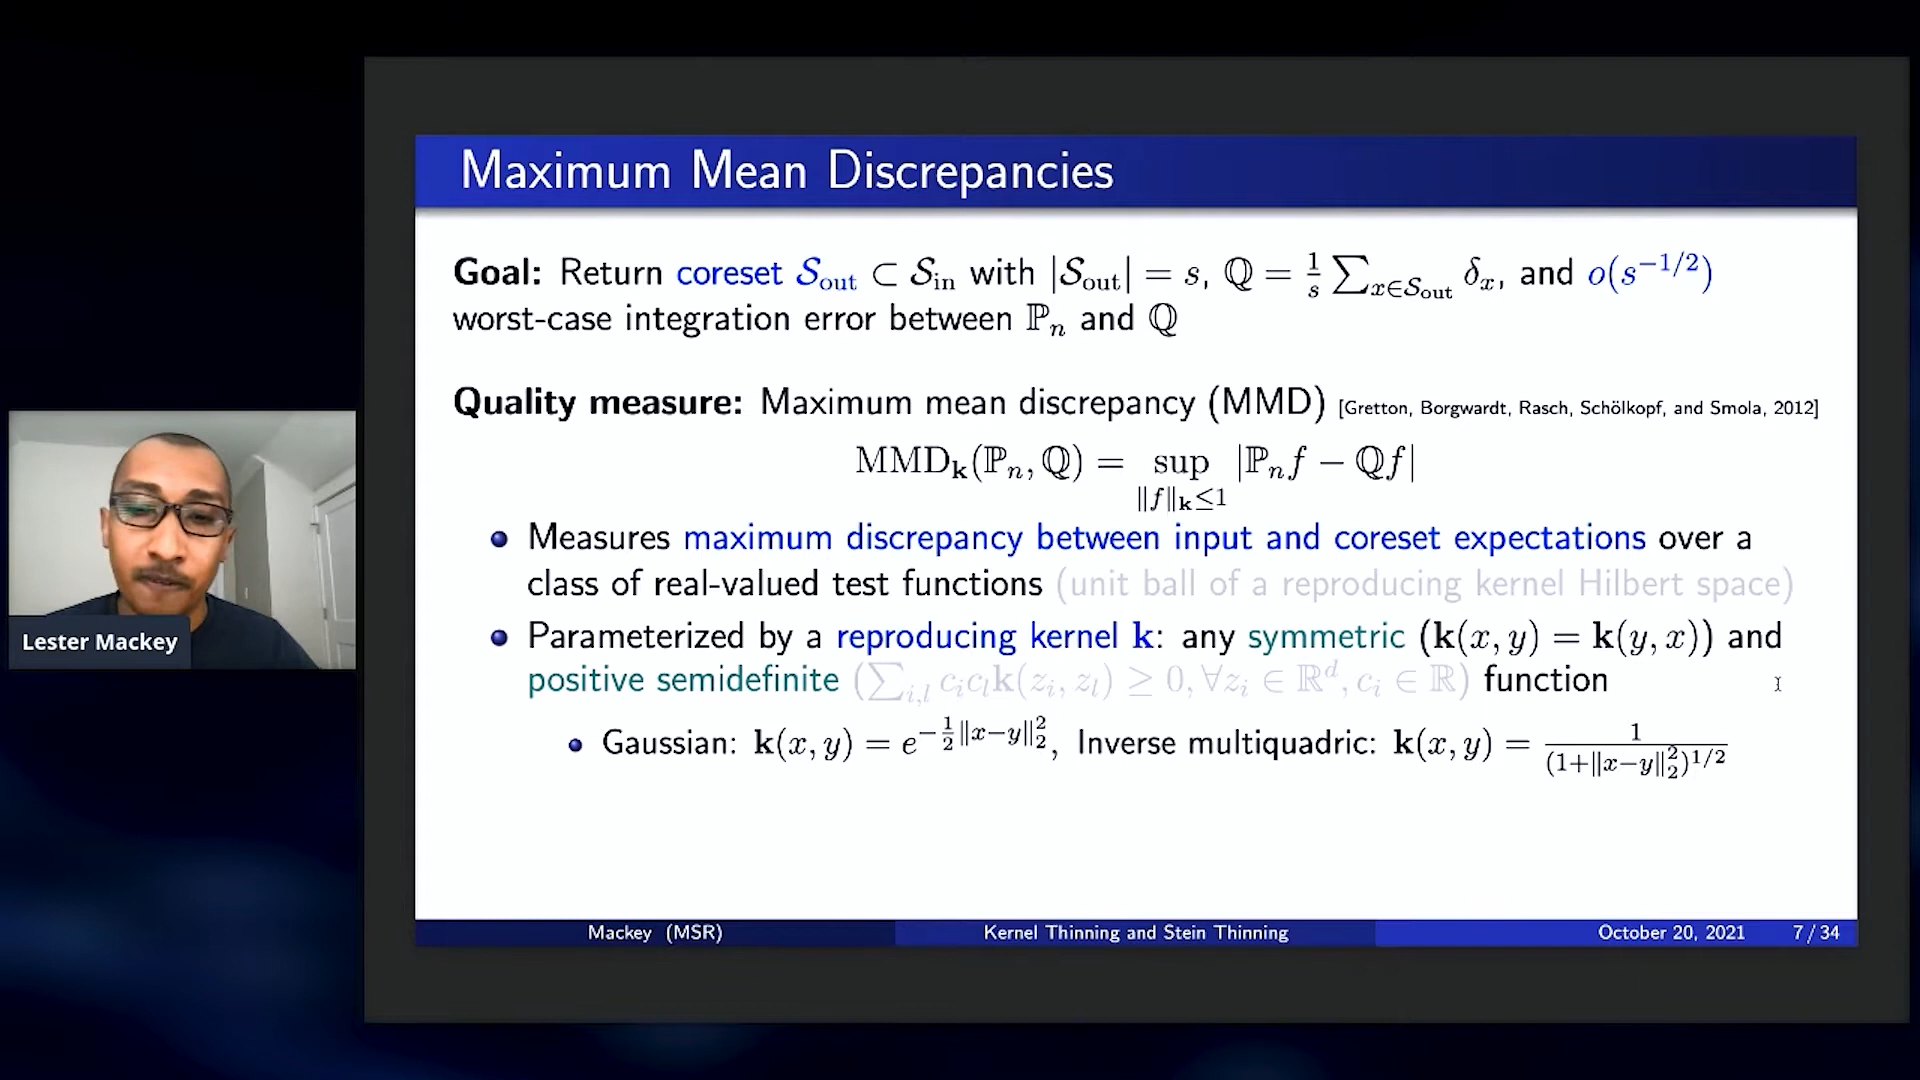 Maximum Mean Discrepancies
Goal: Return coreset 𝒮_out ⊂ 𝒮_in with |𝒮_out| = s, ℚ = 1/s ∑_{x∈𝒮_out} δ_x, and o(s^{-1/2})
worst-case integration error between ℙ_n and ℚ
Quality measure: Maximum mean discrepancy (MMD) [Gretton, Borgwardt, Rasch, Schölkopf, and Smola, 2012]
MMD_k(ℙ_n, ℚ) = sup_{‖f‖_k≤1} |ℙ_n f − ℚf|
• Measures maximum discrepancy between input and coreset expectations over a
class of real-valued test functions (unit ball of a reproducing kernel Hilbert space)
• Parameterized by a reproducing kernel k: any symmetric (k(x, y) = k(y, x)) and
positive semidefinite (∑_{i,l} c_i c_l k(z_i, z_l) ≥ 0, ∀z_i ∈ ℝ^d, c_i ∈ ℝ) function
• Gaussian: k(x, y) = e^{−1/2 ‖x−y‖_2^2}, Inverse multiquadric: k(x, y) = 1/(1+‖x−y‖_2^2)^{1/2}
Lester Mackey
Mackey (MSR) Kernel Thinning and Stein Thinning October 20, 2021 7 / 34